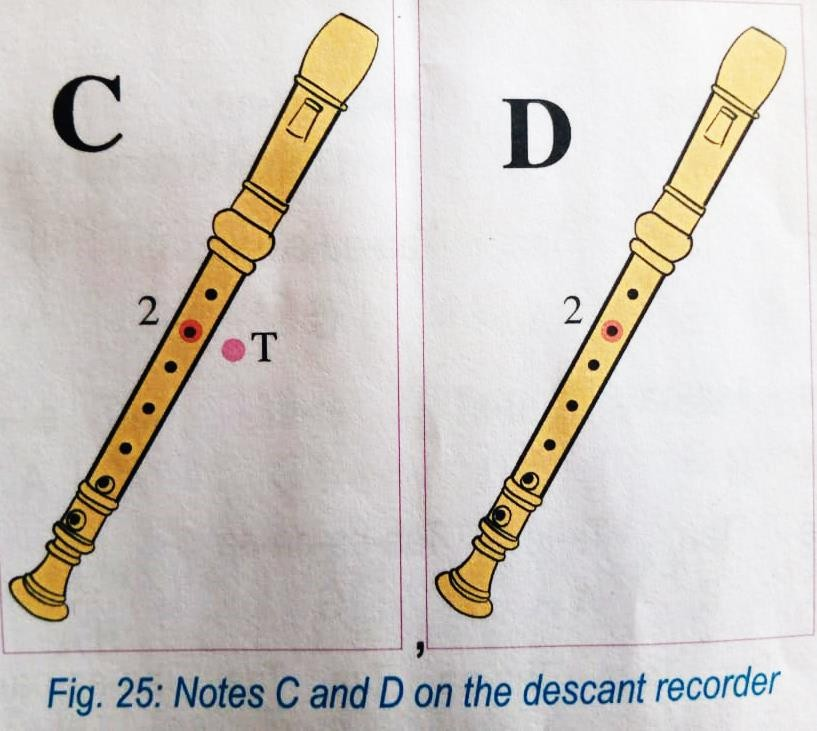 C
D
2
T
2
,
Fig. 25: Notes C and D on the descant recorder